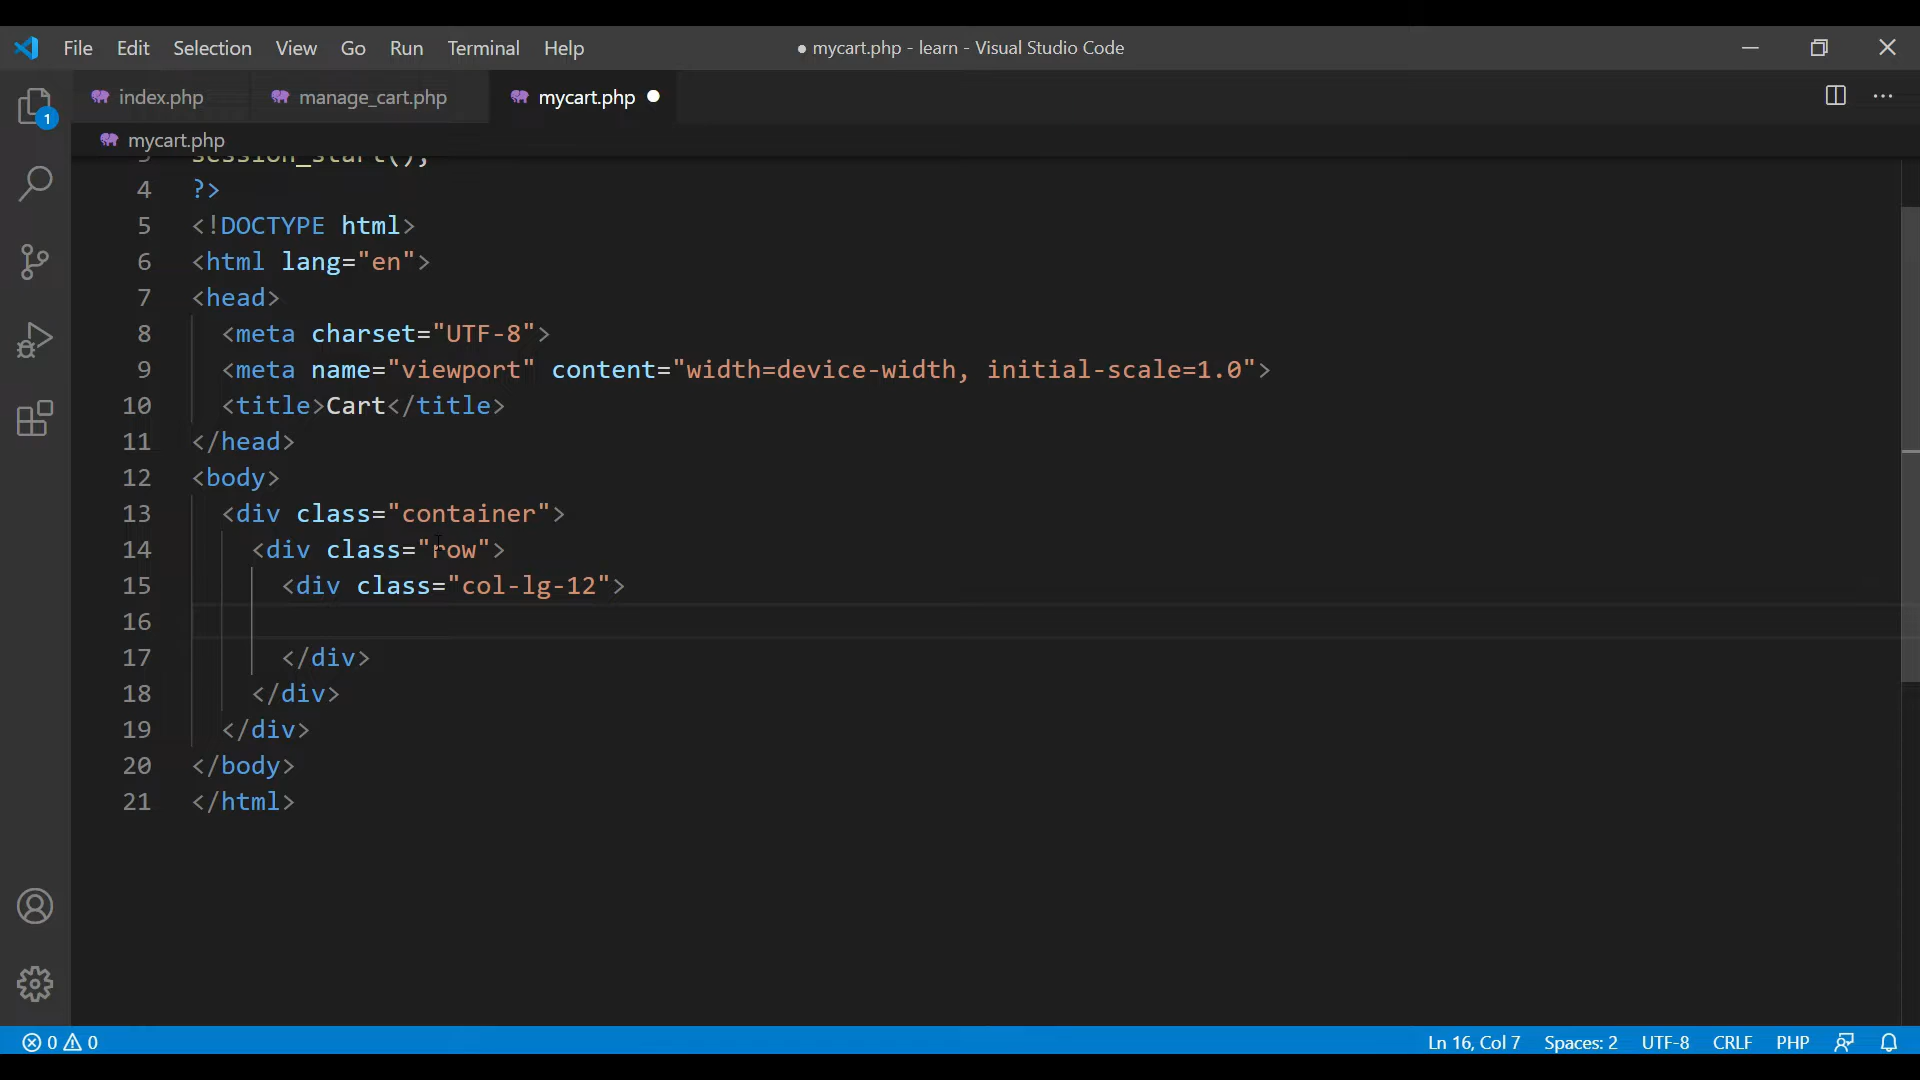 File Edit Selection View Go Run Terminal Help ● mycart.php - learn - Visual Studio Code
index.php manage_cart.php mycart.php
1
mycart.php
3 session_start();
4 ?>
5 <!DOCTYPE html>
6 <html lang="en">
7 <head>
8 <meta charset="UTF-8">
9 <meta name="viewport" content="width=device-width, initial-scale=1.0">
10 <title>Cart</title>
11 </head>
12 <body>
13 <div class="container">
14 <div class="row">
15 <div class="col-lg-12">
16
17 </div>
18 </div>
19 </div>
20 </body>
21 </html>
0 0 Ln 16, Col 7 Spaces: 2 UTF-8 CRLF PHP